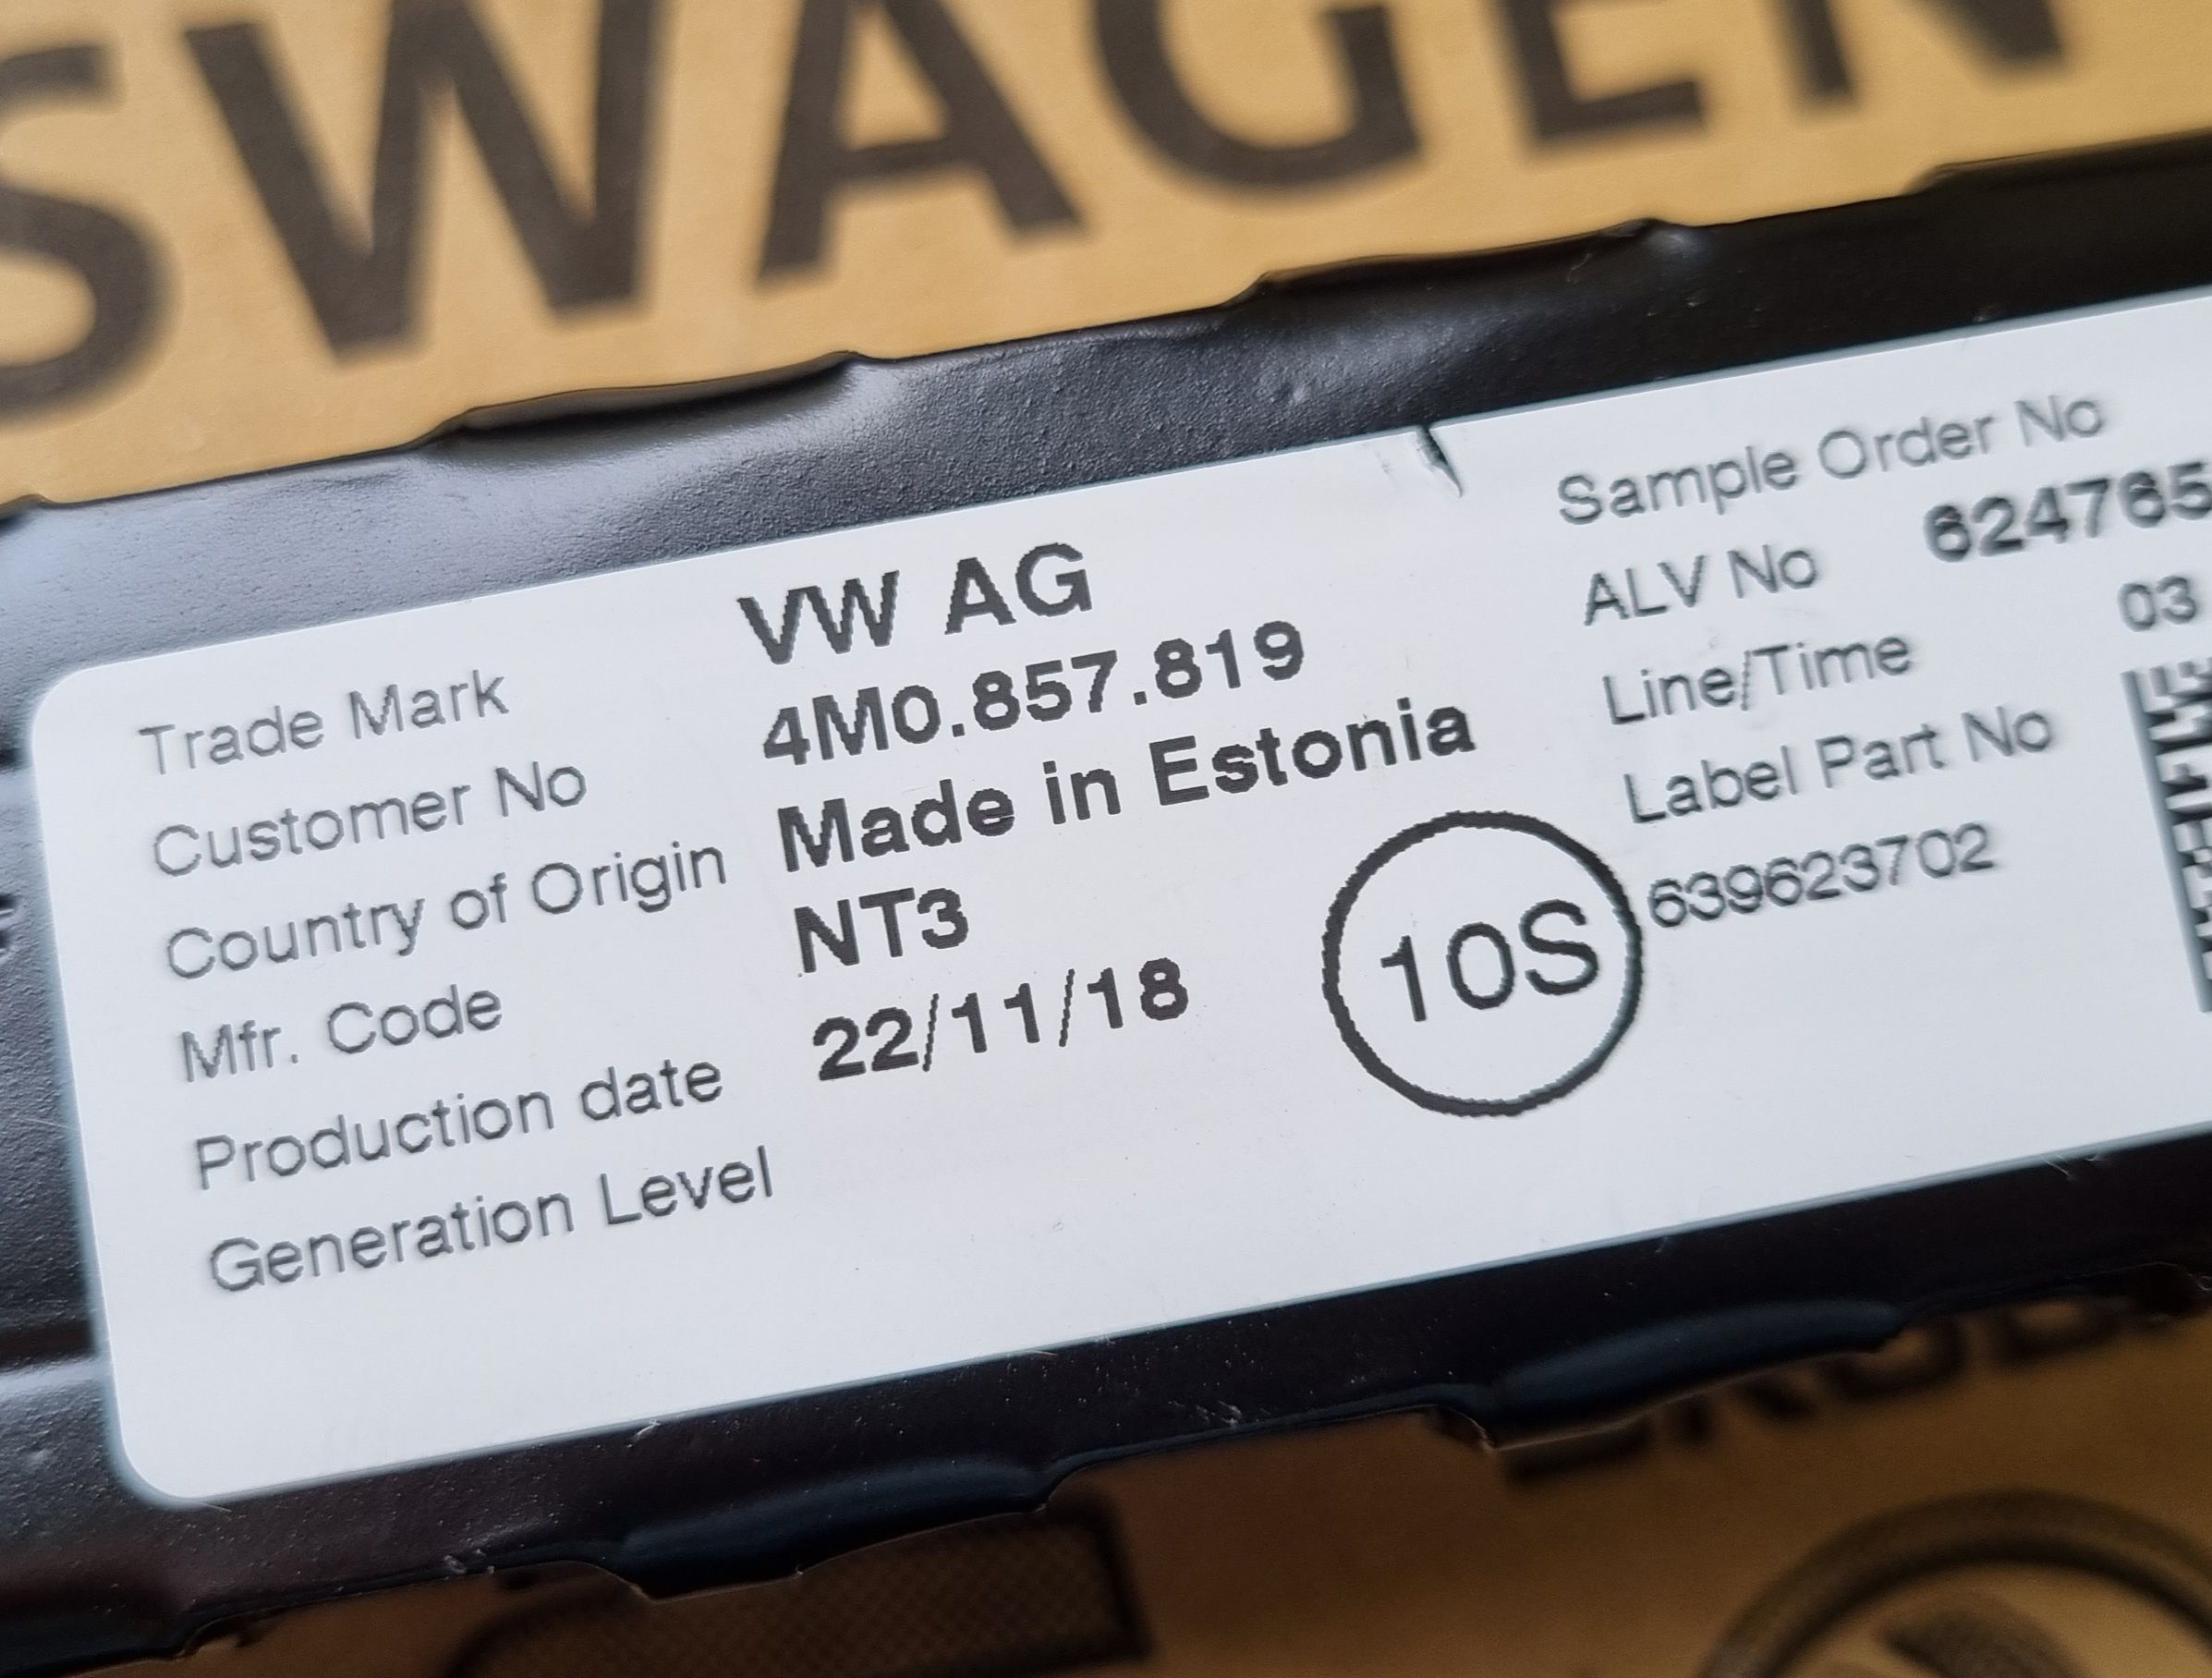 SWAGEN
Trade Mark VW AG
Customer No 4M0.857.819
Country of Origin Made in Estonia
Mfr. Code NT3
Production date 22/11/18
Generation Level
10S
Sample Order No
ALV No 624765
Line/Time 03
Label Part No
639623702